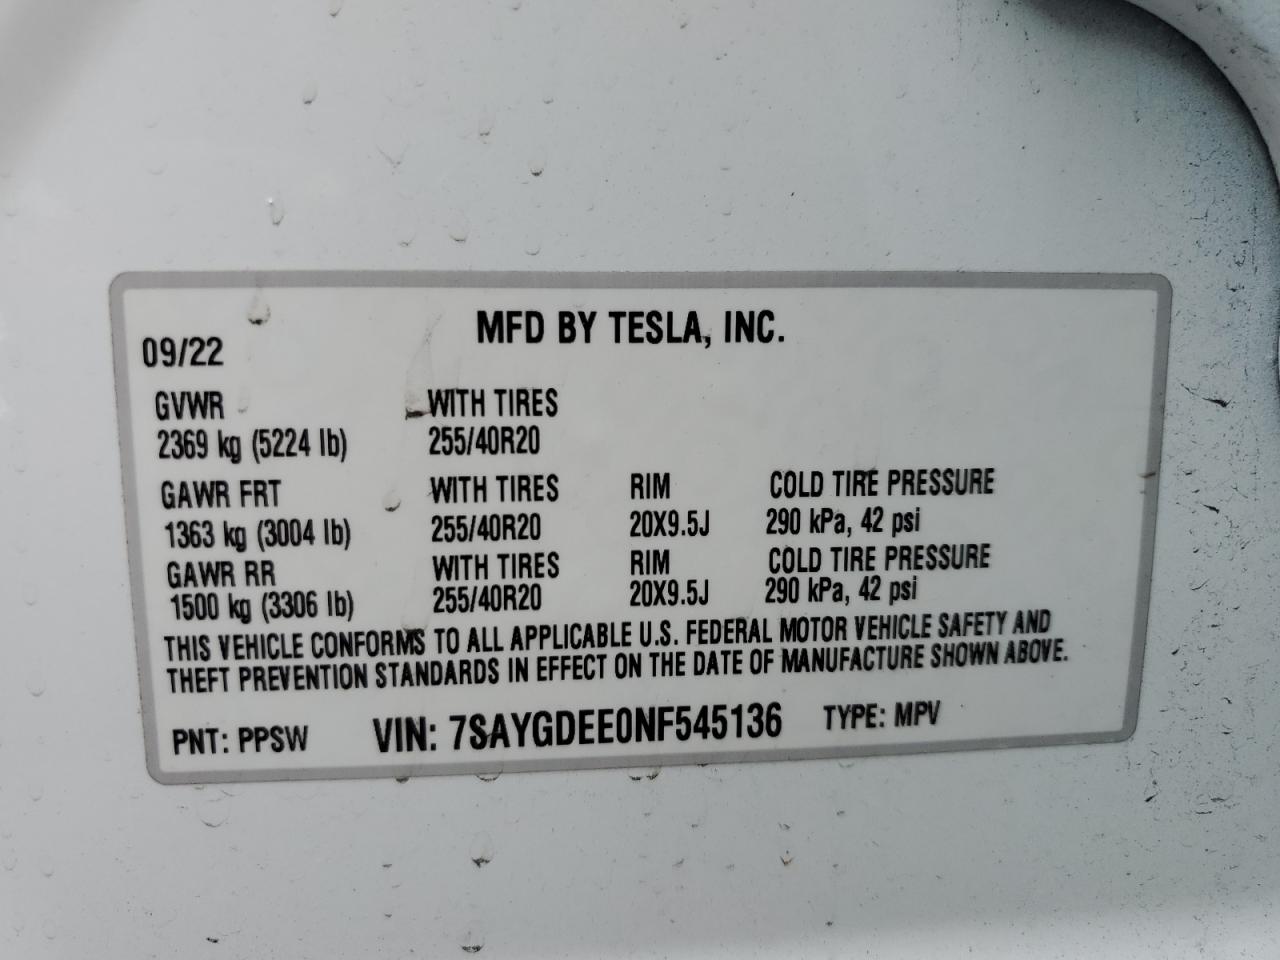 MFD BY TESLA, INC.
09/22
GVWR WITH TIRES
2369 kg (5224 lb) 255/40R20
GAWR FRT WITH TIRES RIM COLD TIRE PRESSURE
1363 kg (3004 lb) 255/40R20 20X9.5J 290 kPa, 42 psi
GAWR RR WITH TIRES RIM COLD TIRE PRESSURE
1500 kg (3306 lb) 255/40R20 20X9.5J 290 kPa, 42 psi
THIS VEHICLE CONFORMS TO ALL APPLICABLE U.S. FEDERAL MOTOR VEHICLE SAFETY AND
THEFT PREVENTION STANDARDS IN EFFECT ON THE DATE OF MANUFACTURE SHOWN ABOVE.
PNT: PPSW VIN: 7SAYGDEE0NF545136 TYPE: MPV